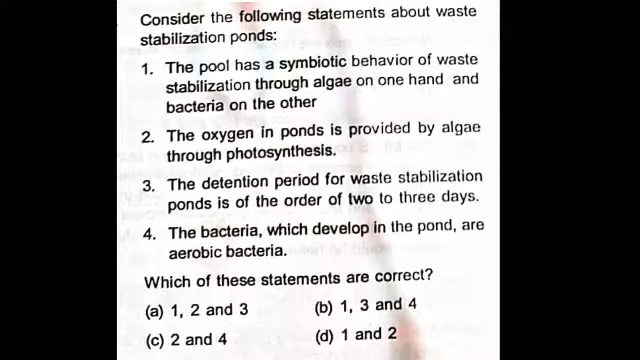 Consider the following statements about waste
stabilization ponds:
1. The pool has a symbiotic behavior of waste
stabilization through algae on one hand and
bacteria on the other
2. The oxygen in ponds is provided by algae
through photosynthesis.
3. The detention period for waste stabilization
ponds is of the order of two to three days.
4. The bacteria, which develop in the pond, are
aerobic bacteria.
Which of these statements are correct?
(a) 1, 2 and 3 (b) 1, 3 and 4
(c) 2 and 4 (d) 1 and 2